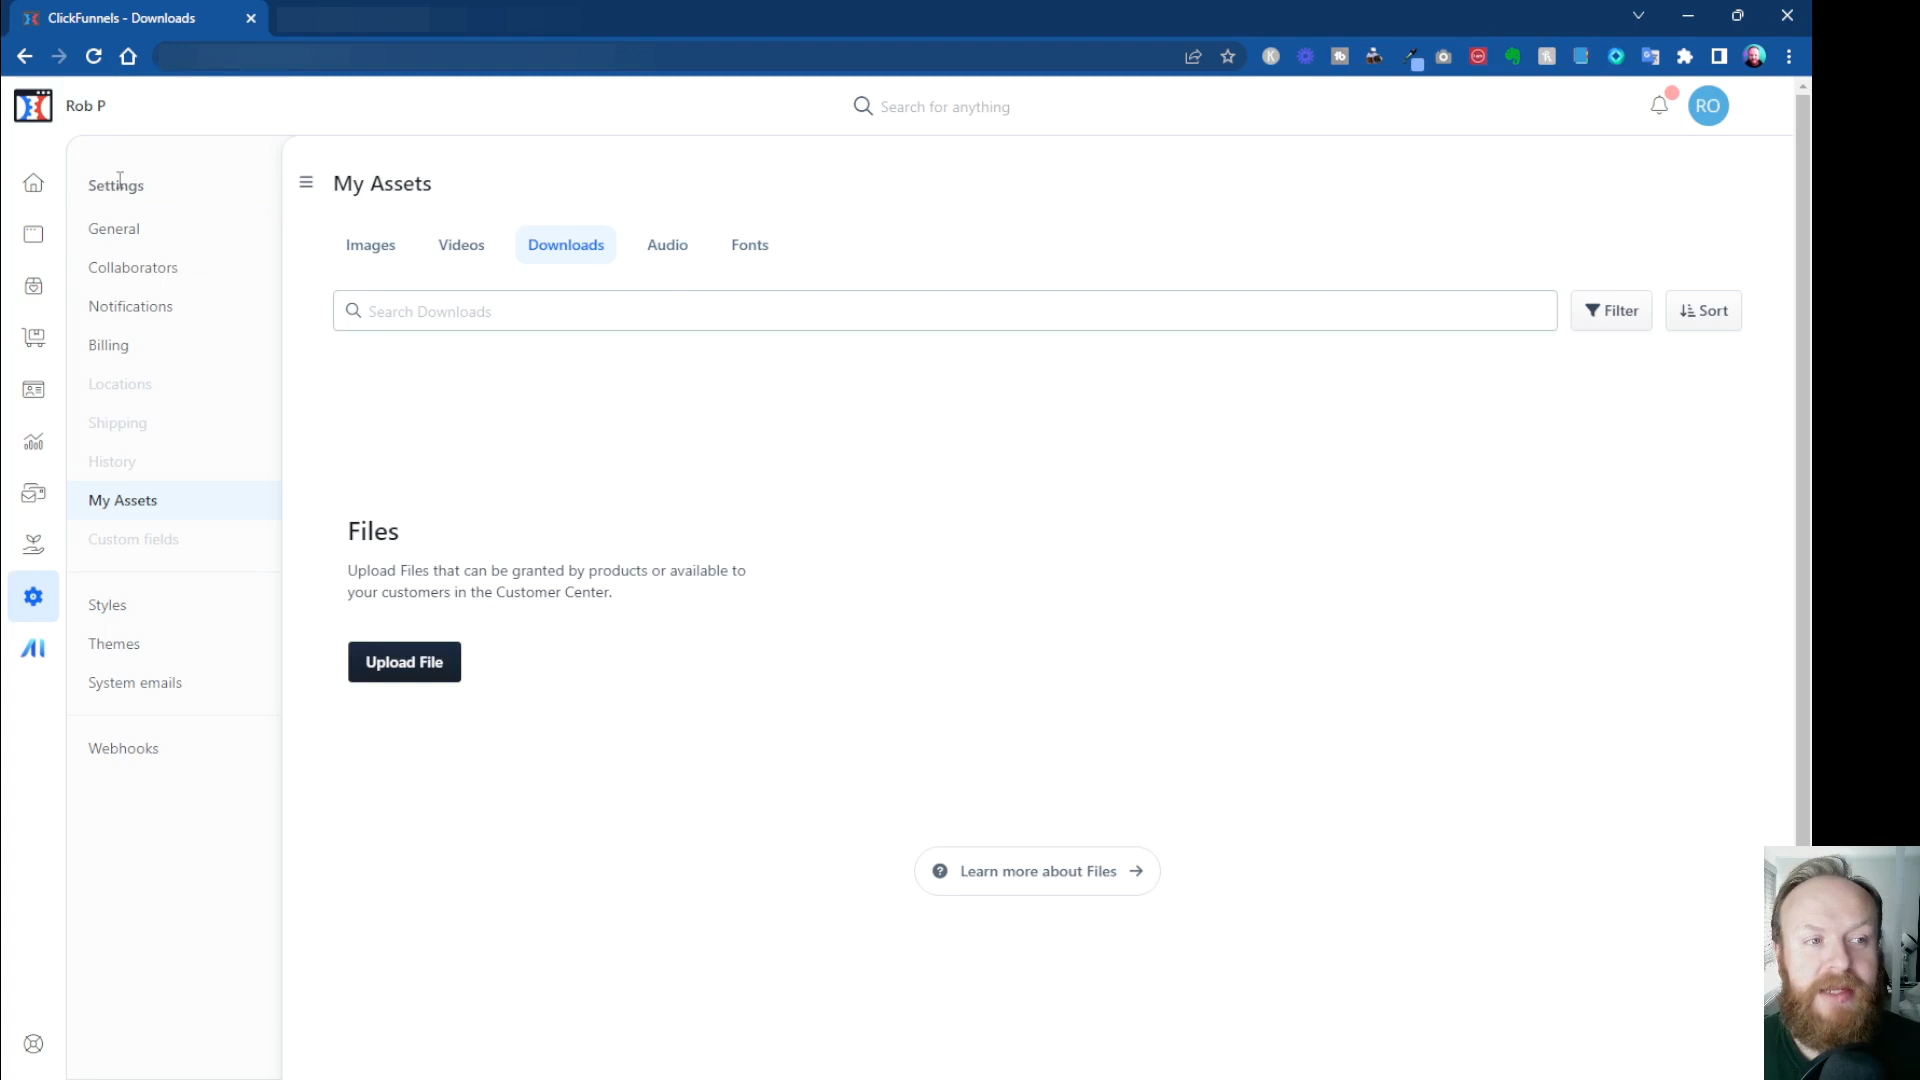 ClickFunnels - Downloads
Rob P
Search for anything
RO
Settings
General
Collaborators
Notifications
Billing
Locations
Shipping
History
My Assets
Custom fields
Styles
Themes
System emails
Webhooks
AI
My Assets
Images
Videos
Downloads
Audio
Fonts
Search Downloads
Filter
Sort
Files
Upload Files that can be granted by products or available to
your customers in the Customer Center.
Upload File
Learn more about Files